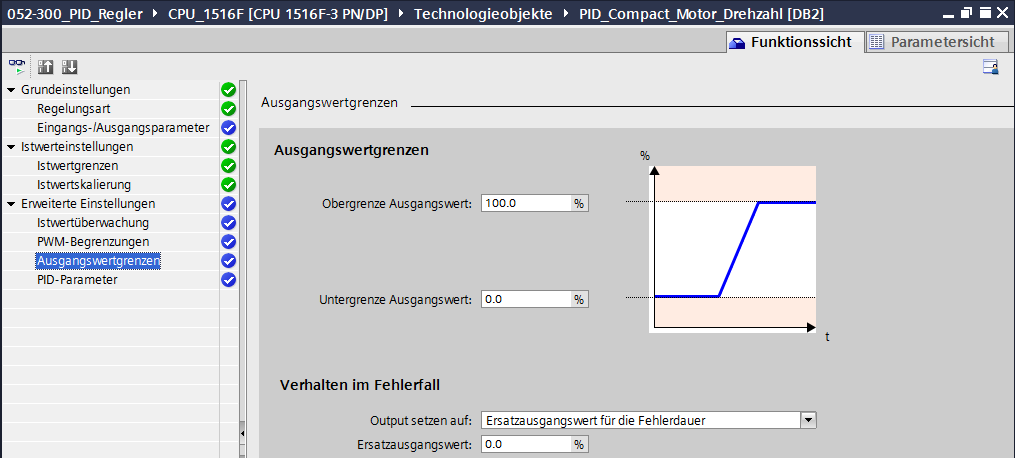 052-300_PID_Regler ▸ CPU_1516F [CPU 1516F-3 PN/DP] ▸ Technologieobjekte ▸ PID_Compact_Motor_Drehzahl [DB2]
Funktionssicht
Parametersicht
Grundeinstellungen
Regelungsart
Eingangs-/Ausgangsparameter
Istwerteinstellungen
Istwertgrenzen
Istwertskalierung
Erweiterte Einstellungen
Istwertüberwachung
PWM-Begrenzungen
Ausgangswertgrenzen
PID-Parameter
Ausgangswertgrenzen
Ausgangswertgrenzen
%
Obergrenze Ausgangswert: 100.0 %
Untergrenze Ausgangswert: 0.0 %
t
Verhalten im Fehlerfall
Output setzen auf: Ersatzausgangswert für die Fehlerdauer
Ersatzausgangswert: 0.0 %